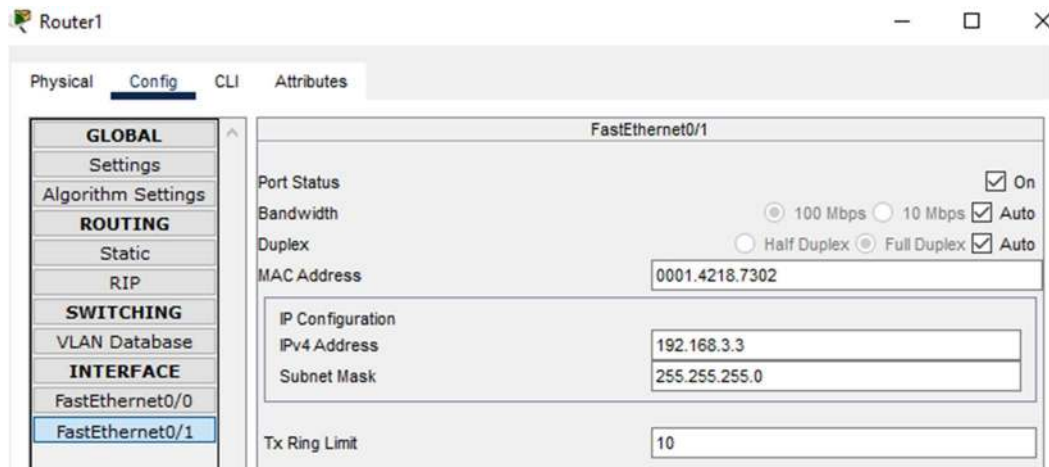 Router1
Physical Config CLI Attributes
GLOBAL
Settings
Algorithm Settings
ROUTING
Static
RIP
SWITCHING
VLAN Database
INTERFACE
FastEthernet0/0
FastEthernet0/1
FastEthernet0/1
Port Status On
Bandwidth 100 Mbps 10 Mbps Auto
Duplex Half Duplex Full Duplex Auto
MAC Address 0001.4218.7302
IP Configuration
IPv4 Address 192.168.3.3
Subnet Mask 255.255.255.0
Tx Ring Limit 10